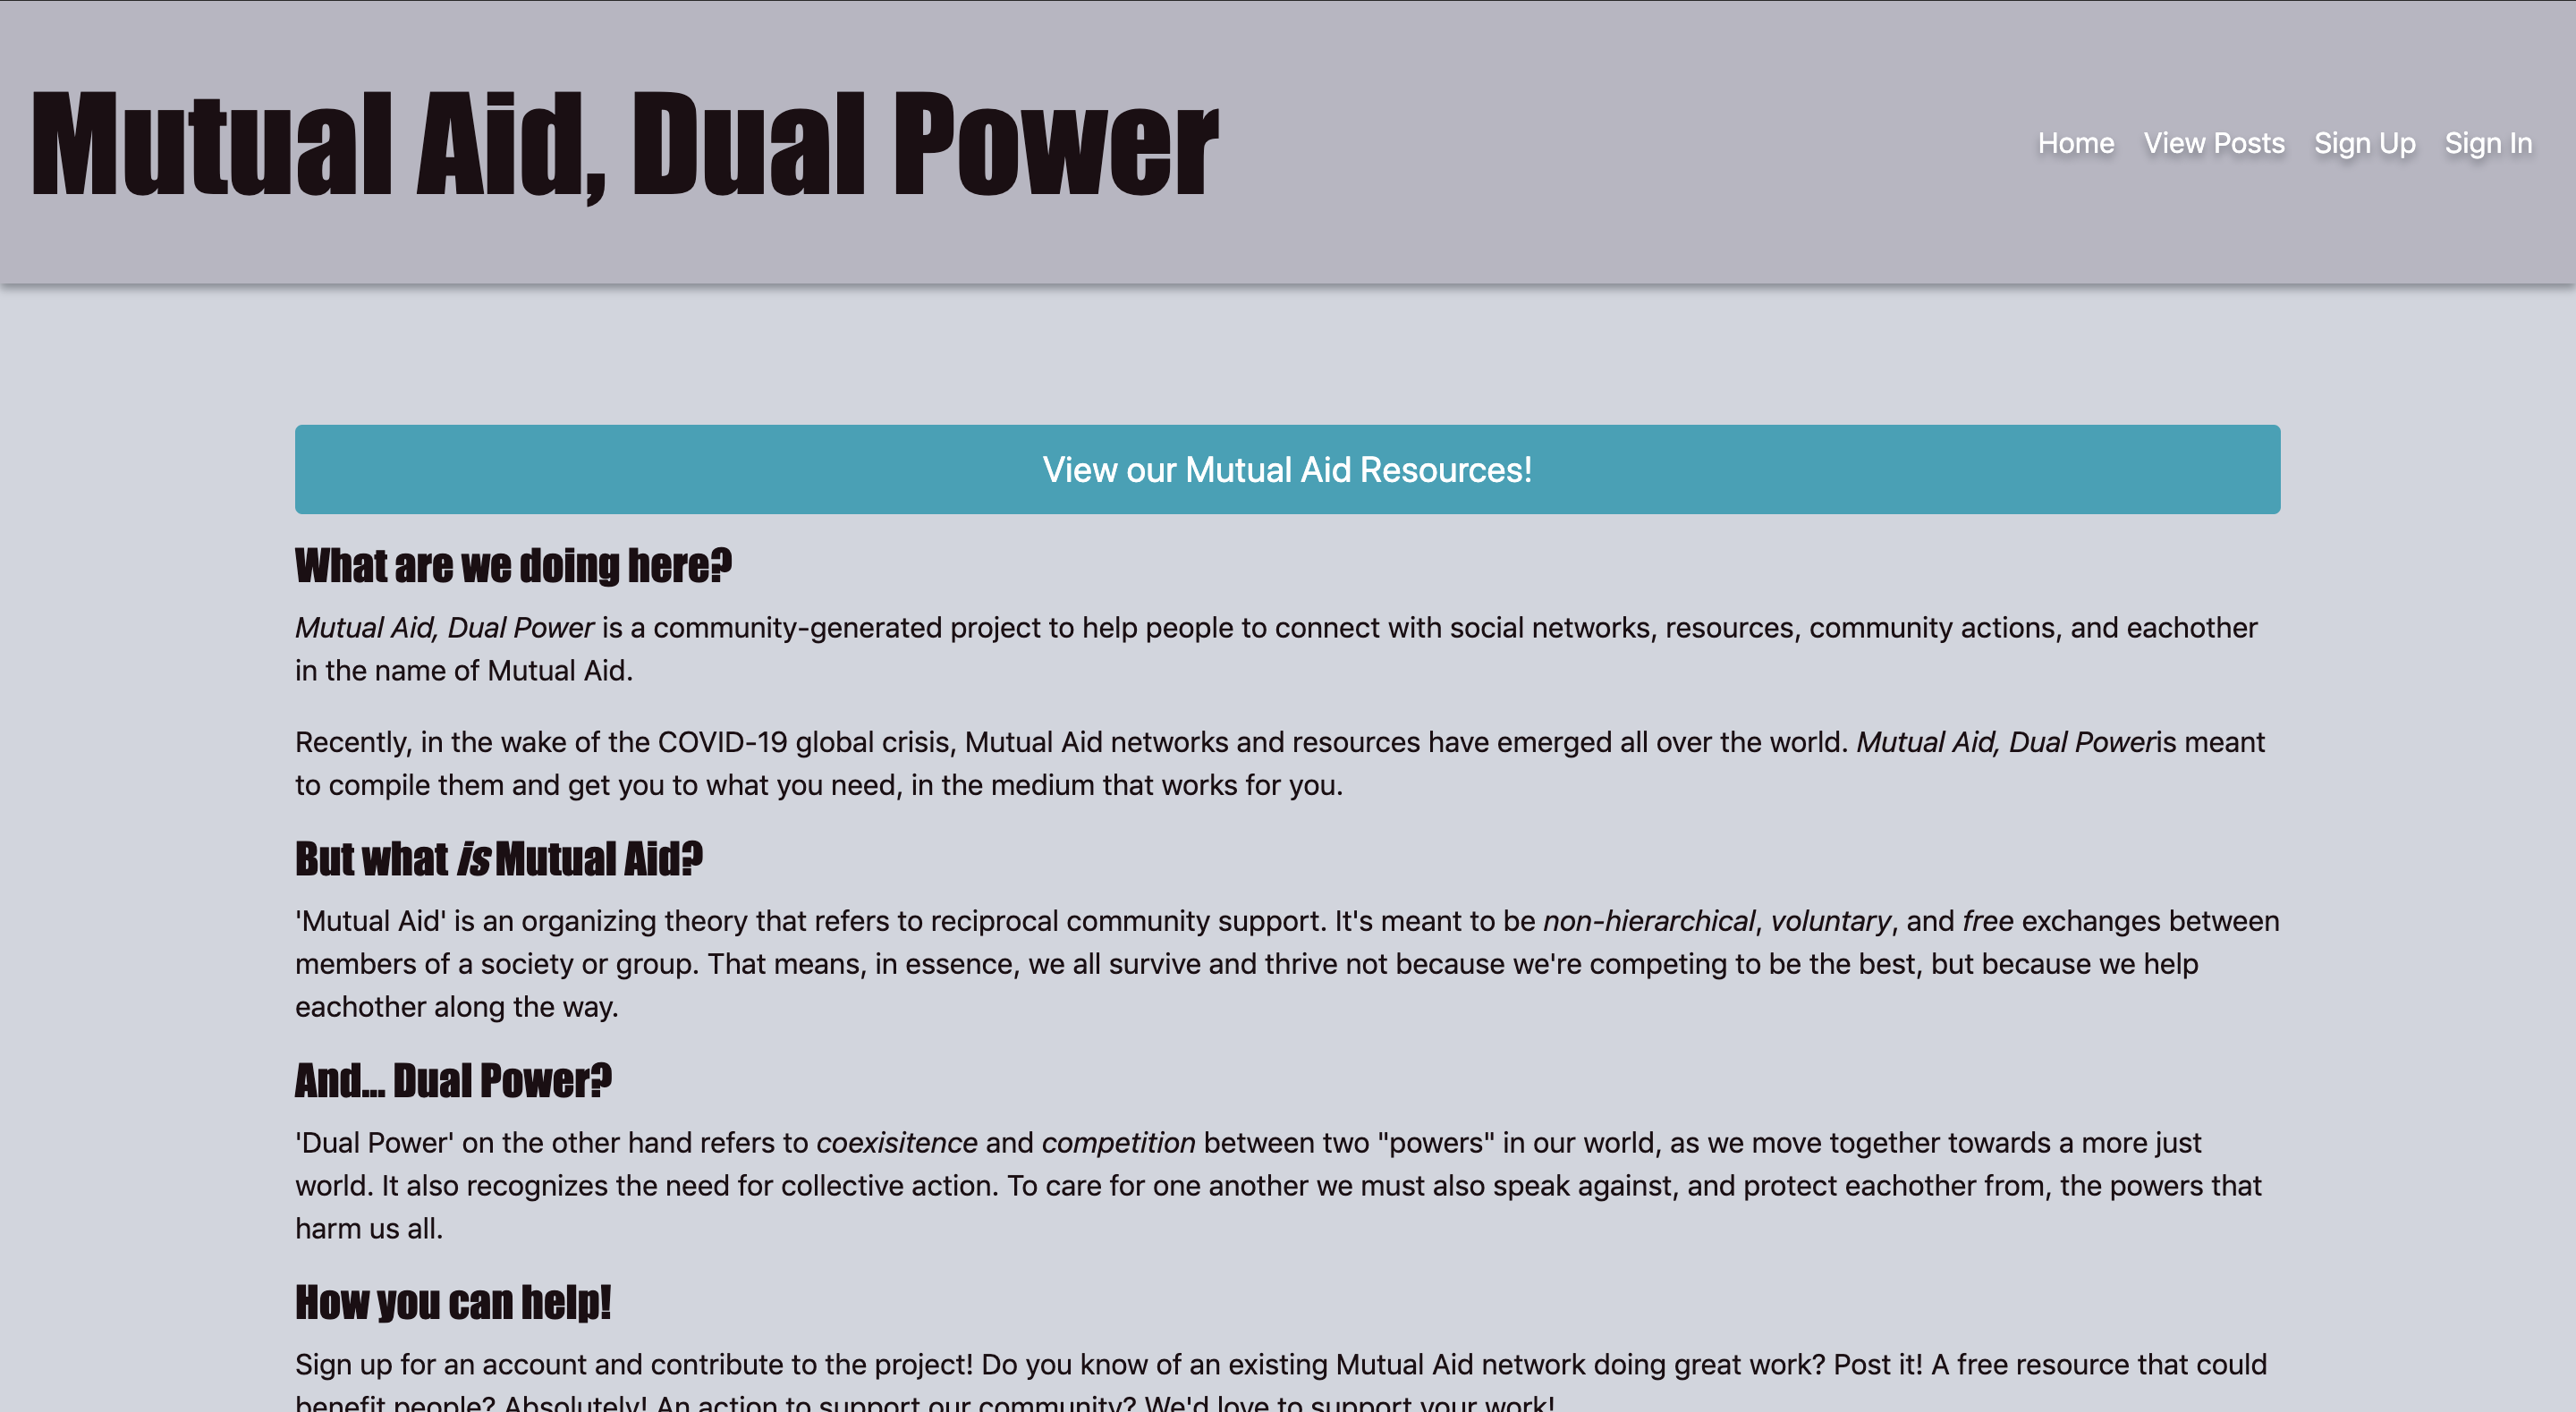 Mutual Aid, Dual Power
Home View Posts Sign Up Sign In
View our Mutual Aid Resources!
What are we doing here?
Mutual Aid, Dual Power is a community-generated project to help people to connect with social networks, resources, community actions, and eachother
in the name of Mutual Aid.
Recently, in the wake of the COVID-19 global crisis, Mutual Aid networks and resources have emerged all over the world. Mutual Aid, Dual Poweris meant
to compile them and get you to what you need, in the medium that works for you.
But what is Mutual Aid?
'Mutual Aid' is an organizing theory that refers to reciprocal community support. It's meant to be non-hierarchical, voluntary, and free exchanges between
members of a society or group. That means, in essence, we all survive and thrive not because we're competing to be the best, but because we help
eachother along the way.
And... Dual Power?
'Dual Power' on the other hand refers to coexisitence and competition between two "powers" in our world, as we move together towards a more just
world. It also recognizes the need for collective action. To care for one another we must also speak against, and protect eachother from, the powers that
harm us all.
How you can help!
Sign up for an account and contribute to the project! Do you know of an existing Mutual Aid network doing great work? Post it! A free resource that could
benefit people? Absolutely! An action to support our community? We'd love to support your work!